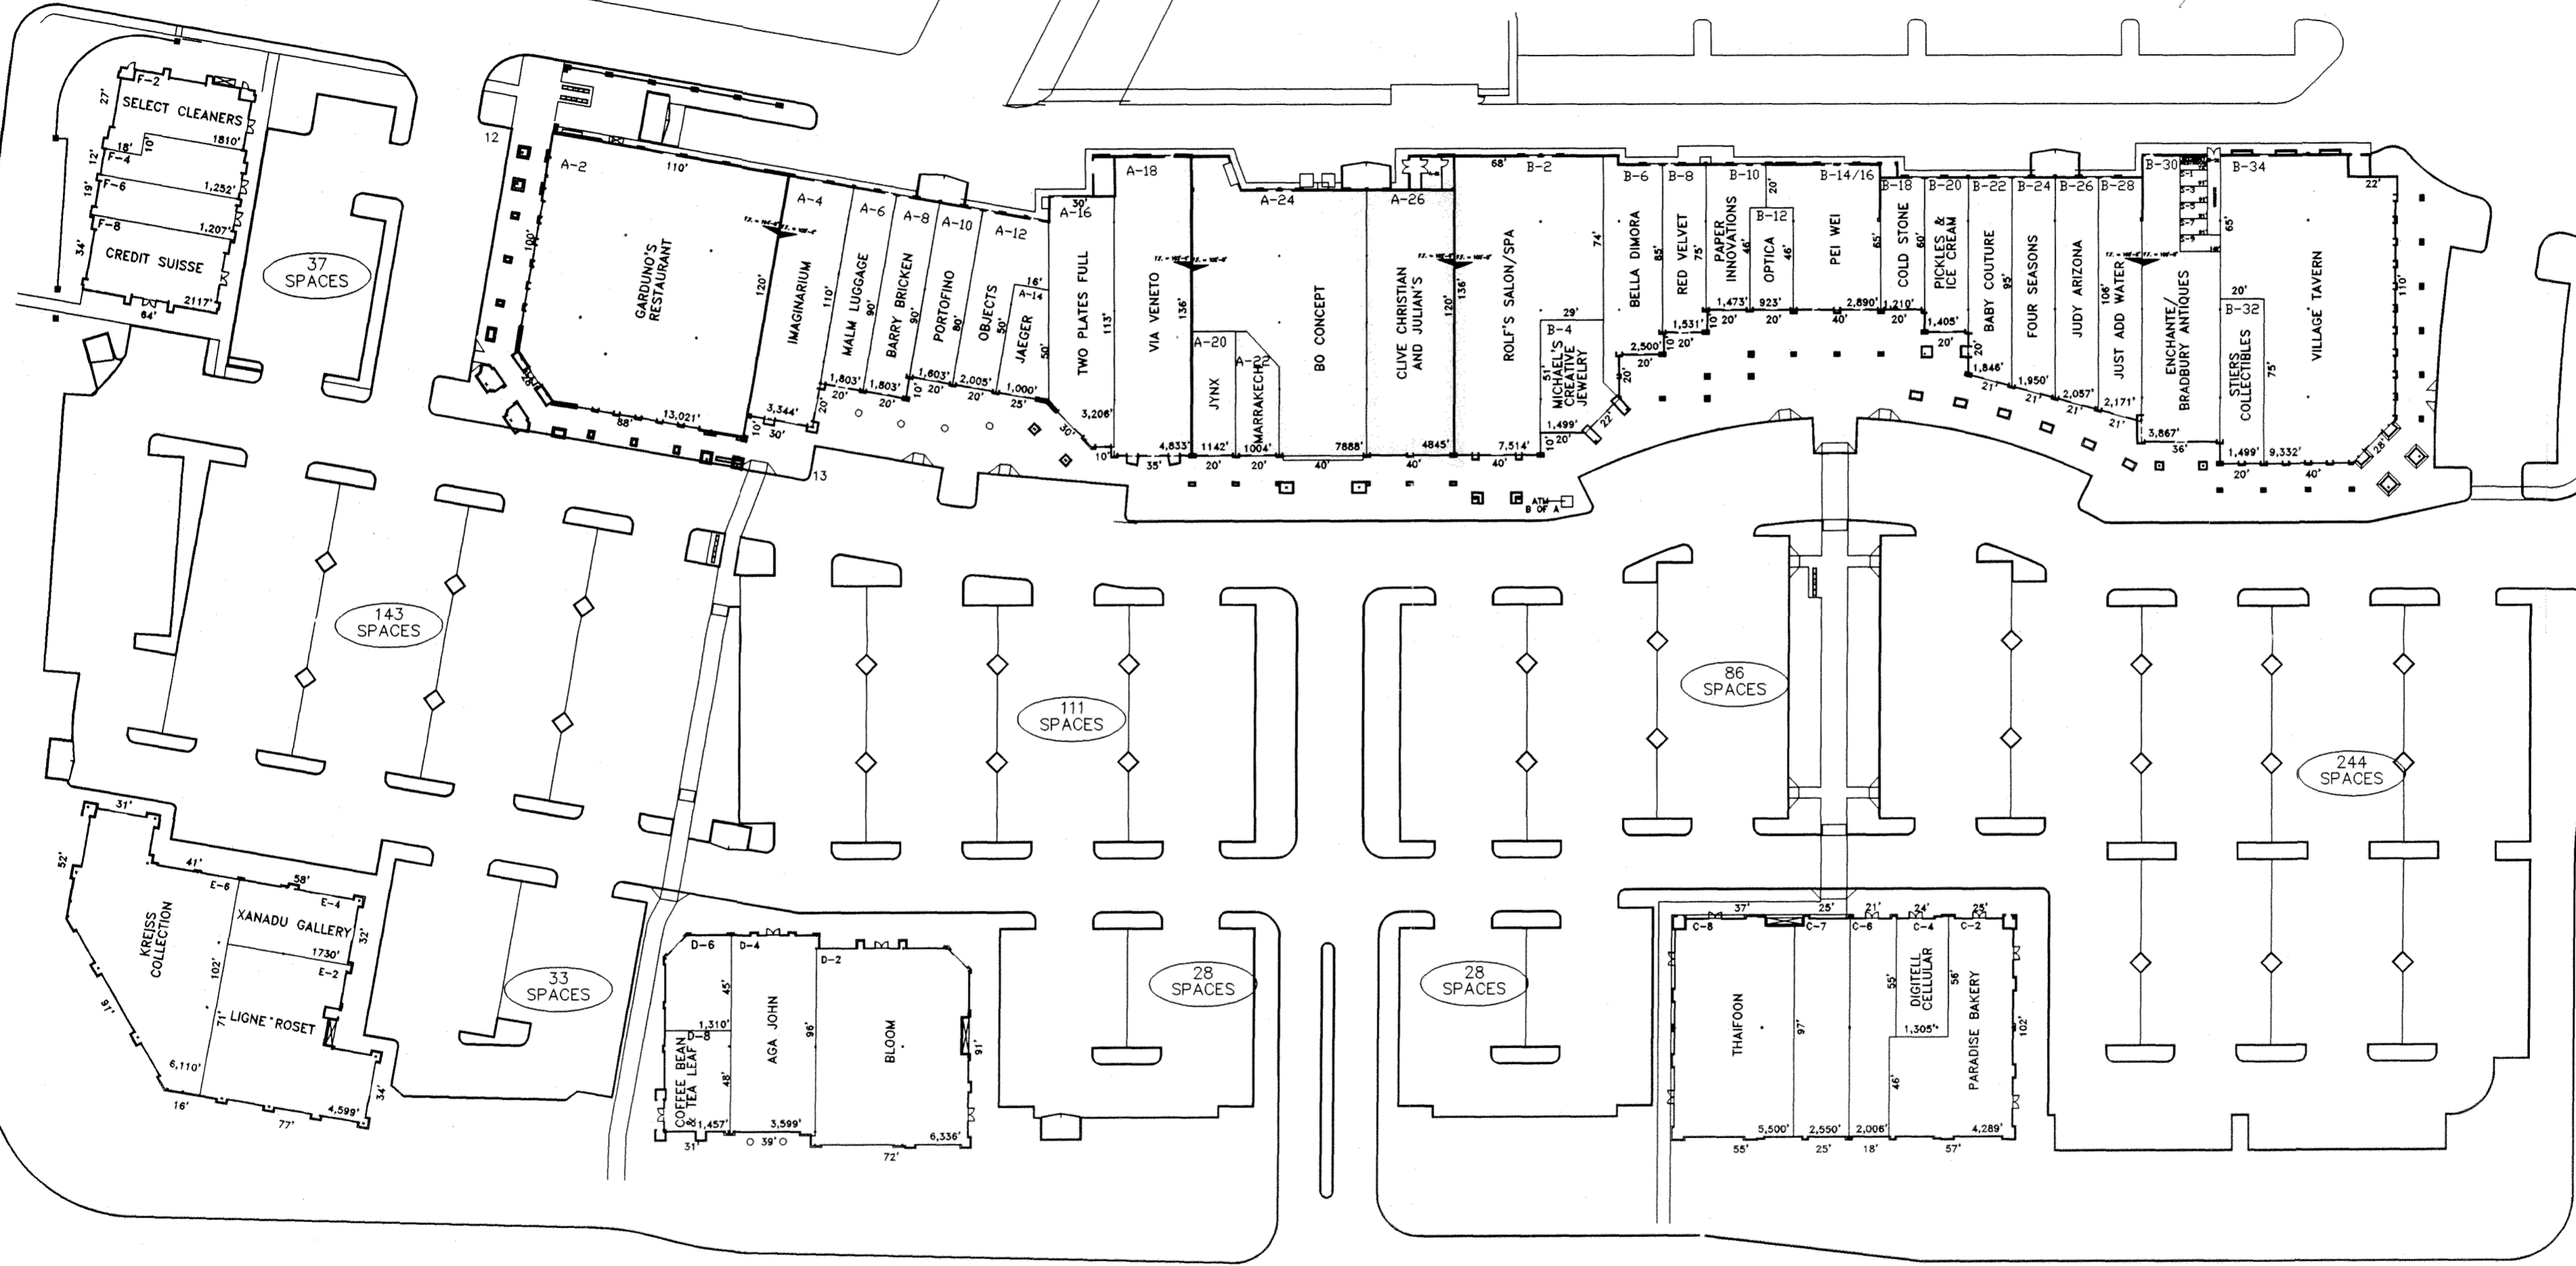 F-2
SELECT CLEANERS
27'
1810'
18'
10'
F-4
12'
F-6
1,252'
19'
F-8
1,207'
CREDIT SUISSE
34'
2117'
64'
37
SPACES
12
A-2
110'
100'
GARDUNO'S
RESTAURANT
120'
13,021'
88'
A-4
IMAGINARIUM
110'
3,344'
10'
30'
20'
A-6
MALM LUGGAGE
90'
1,803'
20'
A-8
BARRY BRICKEN
90'
1,803'
20'
10'
A-10
PORTOFINO
80'
1,603'
20'
A-12
OBJECTS
50'
2,005'
20'
16'
A-14
JAEGER
50'
1,000'
25'
30'
13
30'
A-16
TWO PLATES FULL
113'
3,206'
10'
A-18
VIA VENETO
136'
4,833'
35'
A-20
JYNX
1142'
20'
MARRAKECH
1004'
20'
A-24
BO CONCEPT
7888'
40'
A-26
CLIVE CHRISTIAN
AND JULIAN'S
120'
136'
4845'
40'
68'
B-2
ROLF'S SALON/SPA
74'
7,514'
40'
29'
B-4
MICHAEL'S
CREATIVE
JEWELRY
51'
1,499'
10'
20'
22'
ATM
B OF A
B-6
BELLA DIMORA
85'
2,500'
20'
20'
B-8
RED VELVET
75'
1,531'
10'
20'
B-10
PAPER
INNOVATIONS
20'
46'
1,473'
10'
20'
B-12
OPTICA
46'
923'
20'
B-14/16
PEI WEI
65'
2,890'
40'
B-18
COLD STONE
60'
1,210'
20'
B-20
PICKLES &
ICE CREAM
1,405'
10'
20'
20'
B-22
BABY COUTURE
95'
1,846'
21'
B-24
FOUR SEASONS
1,950'
21'
B-26
JUDY ARIZONA
106'
2,057'
21'
B-28
JUST ADD WATER
2,171'
21'
B-30
ENCHANTE/
BRADBURY ANTIQUES
3,867'
36'
B-34
65'
22'
20'
B-32
STIERS
COLLECTIBLES
75'
1,499'
20'
VILLAGE TAVERN
110'
9,332'
40'
28'
143
SPACES
111
SPACES
86
SPACES
244
SPACES
31'
52'
41'
E-6
58'
E-4
KREISS
COLLECTION
XANADU GALLERY
32'
1730'
102'
E-2
91'
71'
LIGNE ROSET
6,110'
16'
4,599'
34'
77'
33
SPACES
D-6
D-4
D-2
45'
AGA JOHN
96'
BLOOM
1,310'
D-8
COFFEE BEAN
& TEA LEAF
48'
1,457'
31'
3,599'
39'
91'
6,336'
72'
28
SPACES
28
SPACES
37'
25'
21'
24'
25'
C-8
C-7
C-6
C-4
C-2
THAIFOON
97'
55'
DIGITELL
CELLULAR
56'
1,305'
46'
PARADISE BAKERY
102'
5,500'
2,550'
2,006'
4,289'
55'
25'
18'
57'